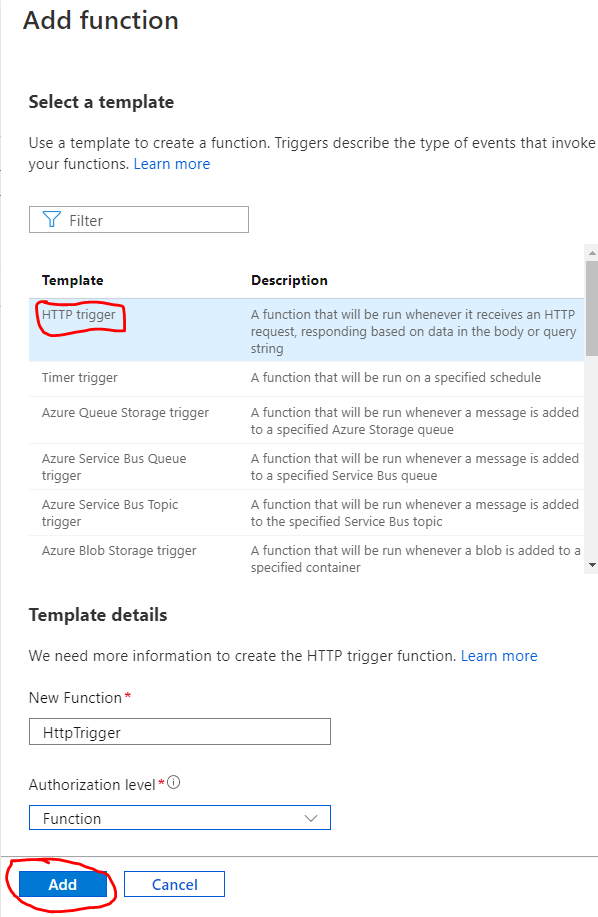 Add function
Select a template
Use a template to create a function. Triggers describe the type of events that invoke
your functions. Learn more
Filter
Template Description
HTTP trigger A function that will be run whenever it receives an HTTP
request, responding based on data in the body or query
string
Timer trigger A function that will be run on a specified schedule
Azure Queue Storage trigger A function that will be run whenever a message is added
to a specified Azure Storage queue
Azure Service Bus Queue A function that will be run whenever a message is added
trigger to a specified Service Bus queue
Azure Service Bus Topic A function that will be run whenever a message is added
trigger to the specified Service Bus topic
Azure Blob Storage trigger A function that will be run whenever a blob is added to a
specified container
Template details
We need more information to create the HTTP trigger function. Learn more
New Function*
HttpTrigger
Authorization level*
Function
Add Cancel